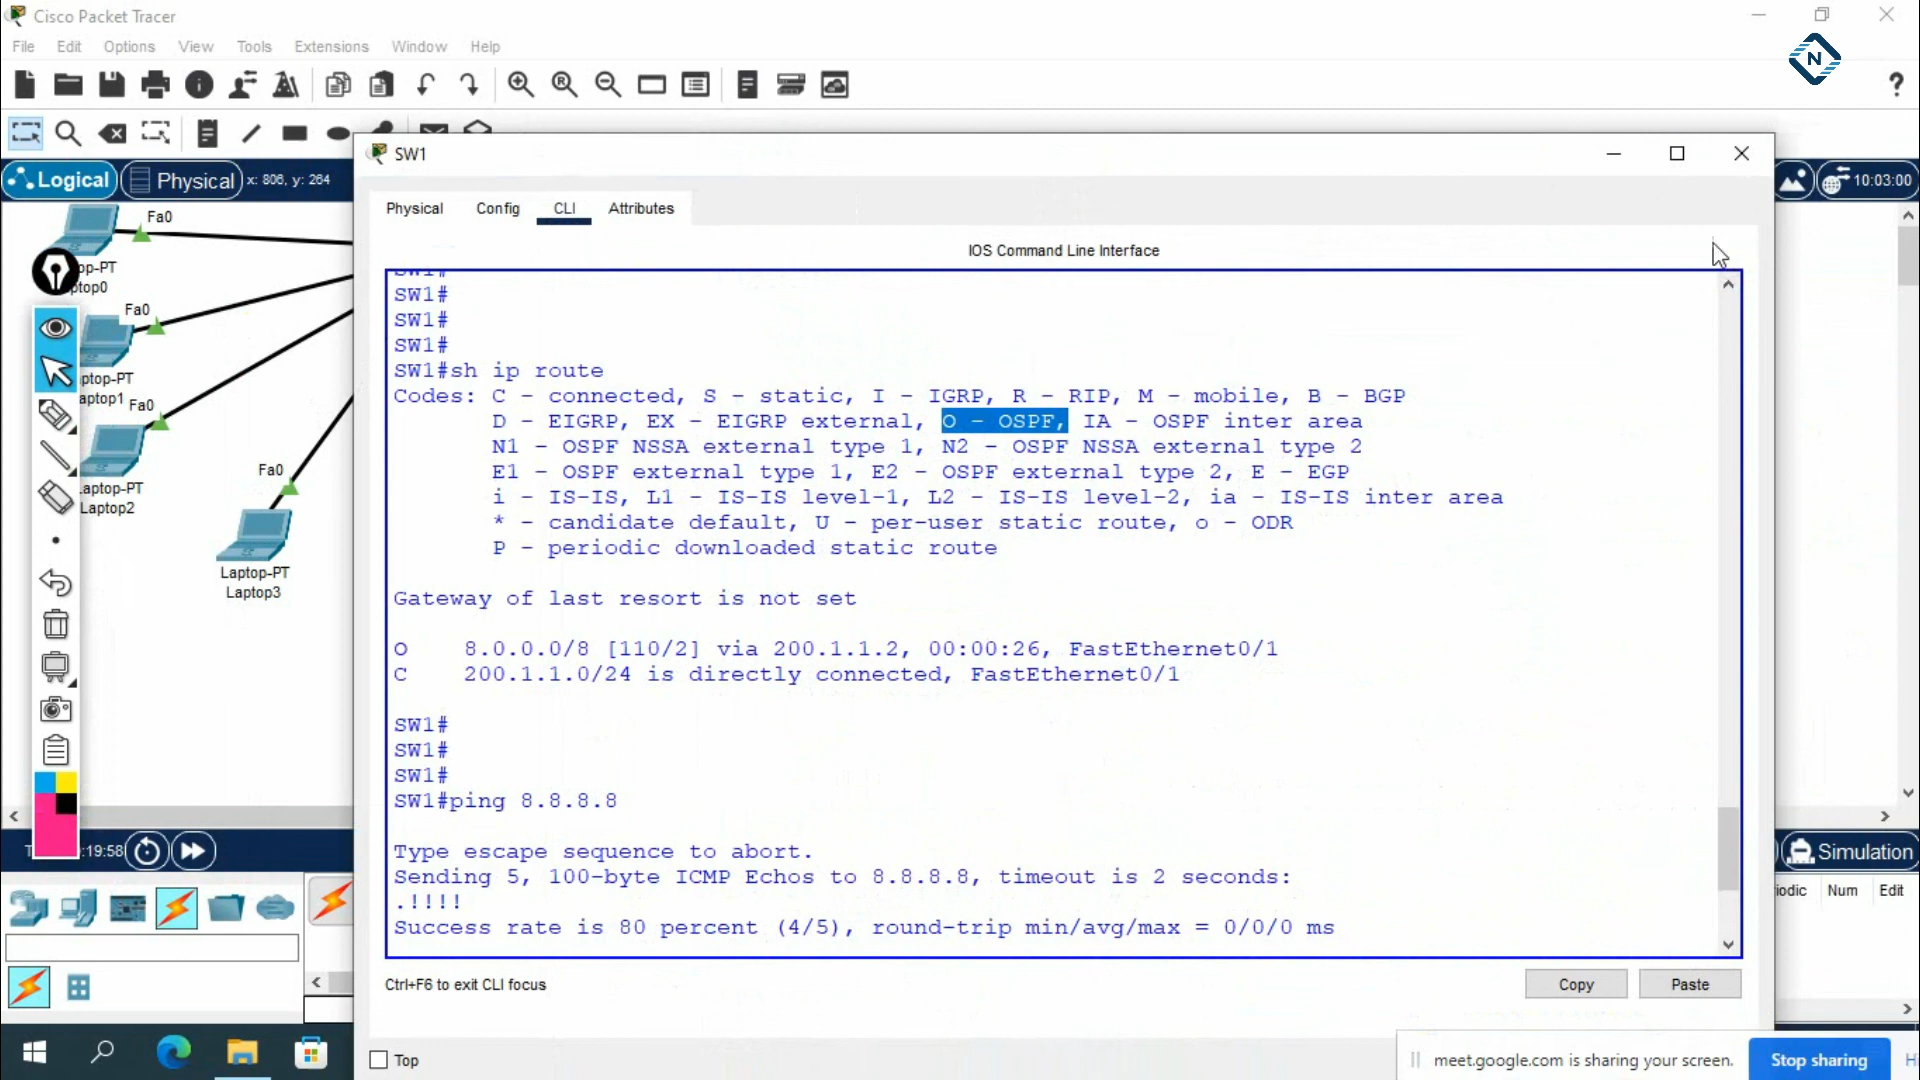 Cisco Packet Tracer
File Edit Options View Tools Extensions Window Help
N
?
SW1
Logical Physical x: 806, y: 264
10:03:00
Physical Config CLI Attributes
IOS Command Line Interface
Fa0
op-PT
ptop0
Fa0
ptop-PT
aptop1
Fa0
aptop-PT
Laptop2
Fa0
Laptop-PT
Laptop3
SW1#
SW1#
SW1#
SW1#
SW1#sh ip route
Codes: C - connected, S - static, I - IGRP, R - RIP, M - mobile, B - BGP
D - EIGRP, EX - EIGRP external, O - OSPF, IA - OSPF inter area
N1 - OSPF NSSA external type 1, N2 - OSPF NSSA external type 2
E1 - OSPF external type 1, E2 - OSPF external type 2, E - EGP
i - IS-IS, L1 - IS-IS level-1, L2 - IS-IS level-2, ia - IS-IS inter area
* - candidate default, U - per-user static route, o - ODR
P - periodic downloaded static route
Gateway of last resort is not set
O 8.0.0.0/8 [110/2] via 200.1.1.2, 00:00:26, FastEthernet0/1
C 200.1.1.0/24 is directly connected, FastEthernet0/1
SW1#
SW1#
SW1#
SW1#ping 8.8.8.8
Type escape sequence to abort.
Sending 5, 100-byte ICMP Echos to 8.8.8.8, timeout is 2 seconds:
.!!!!
Success rate is 80 percent (4/5), round-trip min/avg/max = 0/0/0 ms
:19:58
Simulation
iodic Num Edit
Ctrl+F6 to exit CLI focus
Copy Paste
Top
meet.google.com is sharing your screen. Stop sharing